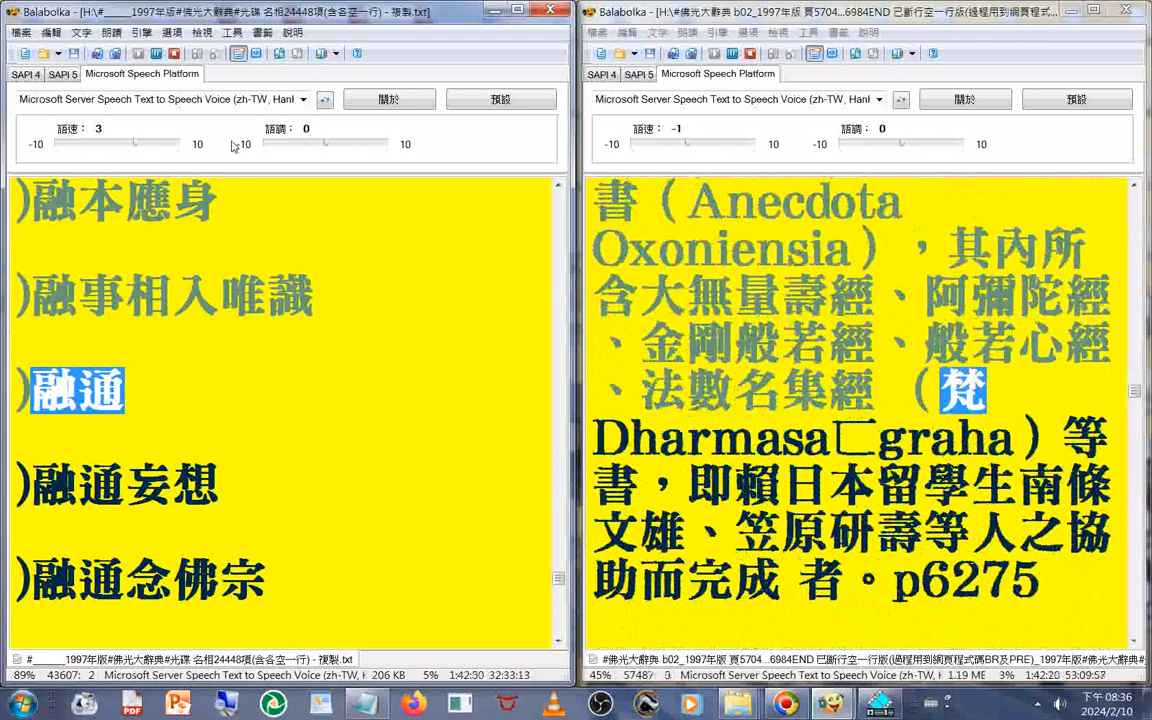 Balabolka - [H:\#_____1997年版#佛光大辭典#光碟 名相24448項(含各空一行) - 複製.txt]
檔案 編輯 文字 朗讀 引擎 選項 檢視 工具 書籤 說明
SAPI 4 SAPI 5 Microsoft Speech Platform
Microsoft Server Speech Text to Speech Voice (zh-TW, Hanl
關於 預設
語速： 3 語調： 0
-10 10 -10 10
)融本應身
)融事相入唯識
)融通
)融通妄想
)融通念佛宗
#______1997年版#佛光大辭典#光碟 名相24448項(含各空一行) - 複製.txt
89% 43607: 2 Microsoft Server Speech Text to Speech Voice (zh-TW, H 206 KB 5% 1:42:30 32:33:13
Balabolka - [H:\#佛光大辭典 b02_1997年版 頁5704...6984END 已斷行空一行版(過程用到網頁程式...
檔案 編輯 文字 朗讀 引擎 選項 檢視 工具 書籤 說明
SAPI 4 SAPI 5 Microsoft Speech Platform
Microsoft Server Speech Text to Speech Voice (zh-TW, Hanl
關於 預設
語速： -1 語調： 0
-10 10 -10 10
書（Anecdota
Oxoniensia），其內所
含大無量壽經、阿彌陀經
、金剛般若經、般若心經
、法數名集經 （梵
Dharmasa匚graha）等
書，即賴日本留學生南條
文雄、笠原研壽等人之協
助而完成 者。p6275
#佛光大辭典 b02_1997年版 頁5704...6984END 已斷行空一行版(過程用到網頁程式碼BR及PRE)_1997年版#佛光大辭典#
45% 57487: Microsoft Server Speech Text to Speech Voice (zh-TW, H 1.19 ME 3% 1:42:20 53:09:57
下午 08:36
2024/2/10